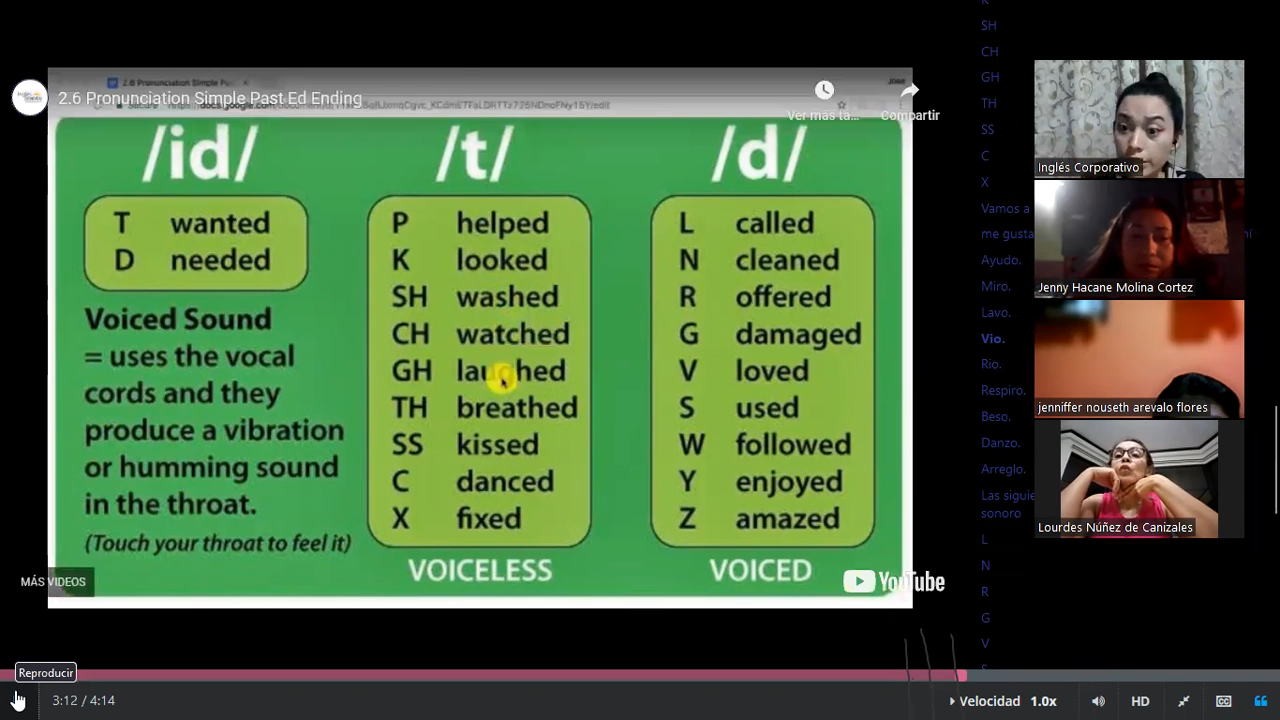 2.6 Pronunciation Simple Past Ed Ending
Ver más ta...
Compartir
/id/
T wanted
D needed
Voiced Sound
= uses the vocal
cords and they
produce a vibration
or humming sound
in the throat.
(Touch your throat to feel it)
/t/
P helped
K looked
SH washed
CH watched
GH laughed
TH breathed
SS kissed
C danced
X fixed
VOICELESS
/d/
L called
N cleaned
R offered
G damaged
V loved
S used
W followed
Y enjoyed
Z amazed
VOICED
MÁS VIDEOS
YouTube
K
SH
CH
GH
TH
SS
C
X
Vamos a
me gusta
Ayudo.
Miro.
Lavo.
Vio.
Rio.
Respiro.
Beso.
Danzo.
Arreglo.
Las siguie
sonoro
L
N
R
G
V
Inglés Corporativo
Jenny Hacane Molina Cortez
jenniffer nouseth arevalo flores
Lourdes Núñez de Canizales
Reproducir
3:12 / 4:14
Velocidad 1.0x
HD
CC